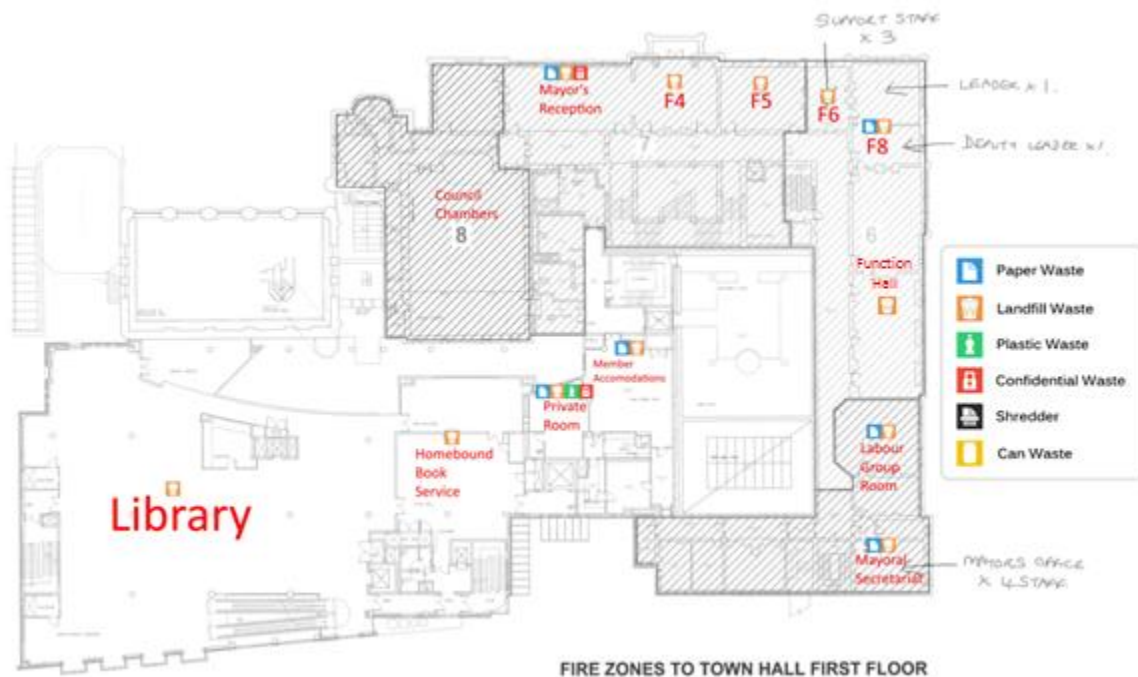 SUPPORT STAFF
x 3
LEADER x 1.
DEPUTY LEADER x 1.
Mayor's
Reception
F4
F5
F6
F8
7
Council
Chambers
8
6
Function
Hall
Paper Waste
Landfill Waste
Plastic Waste
Confidential Waste
Shredder
Can Waste
Member
Accomodations
Private
Room
Homebound
Book
Service
Labour
Group
Room
Library
Mayoral
Secretariat
MAYORS OFFICE
x 4 STAFF
FIRE ZONES TO TOWN HALL FIRST FLOOR